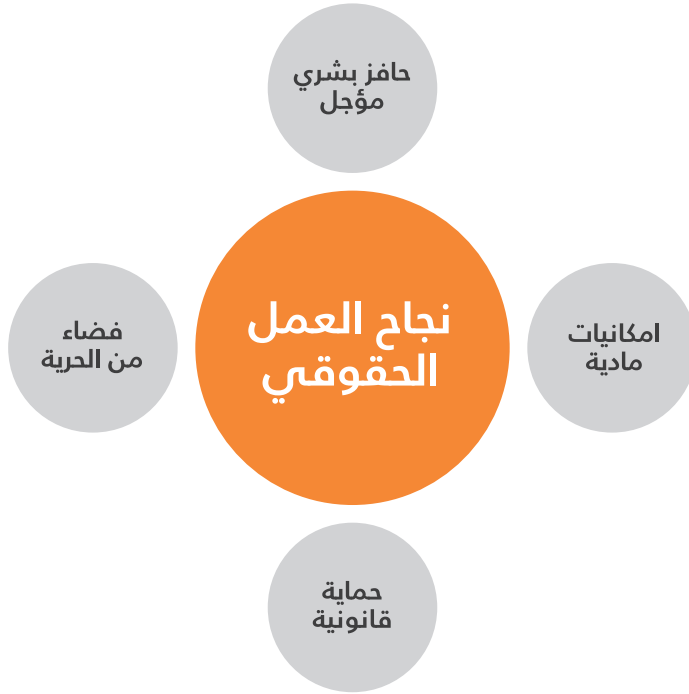 حافز بشري
مؤجل
نجاح العمل
الحقوقي
امكانيات
مادية
فضاء
من الحرية
حماية
قانونية